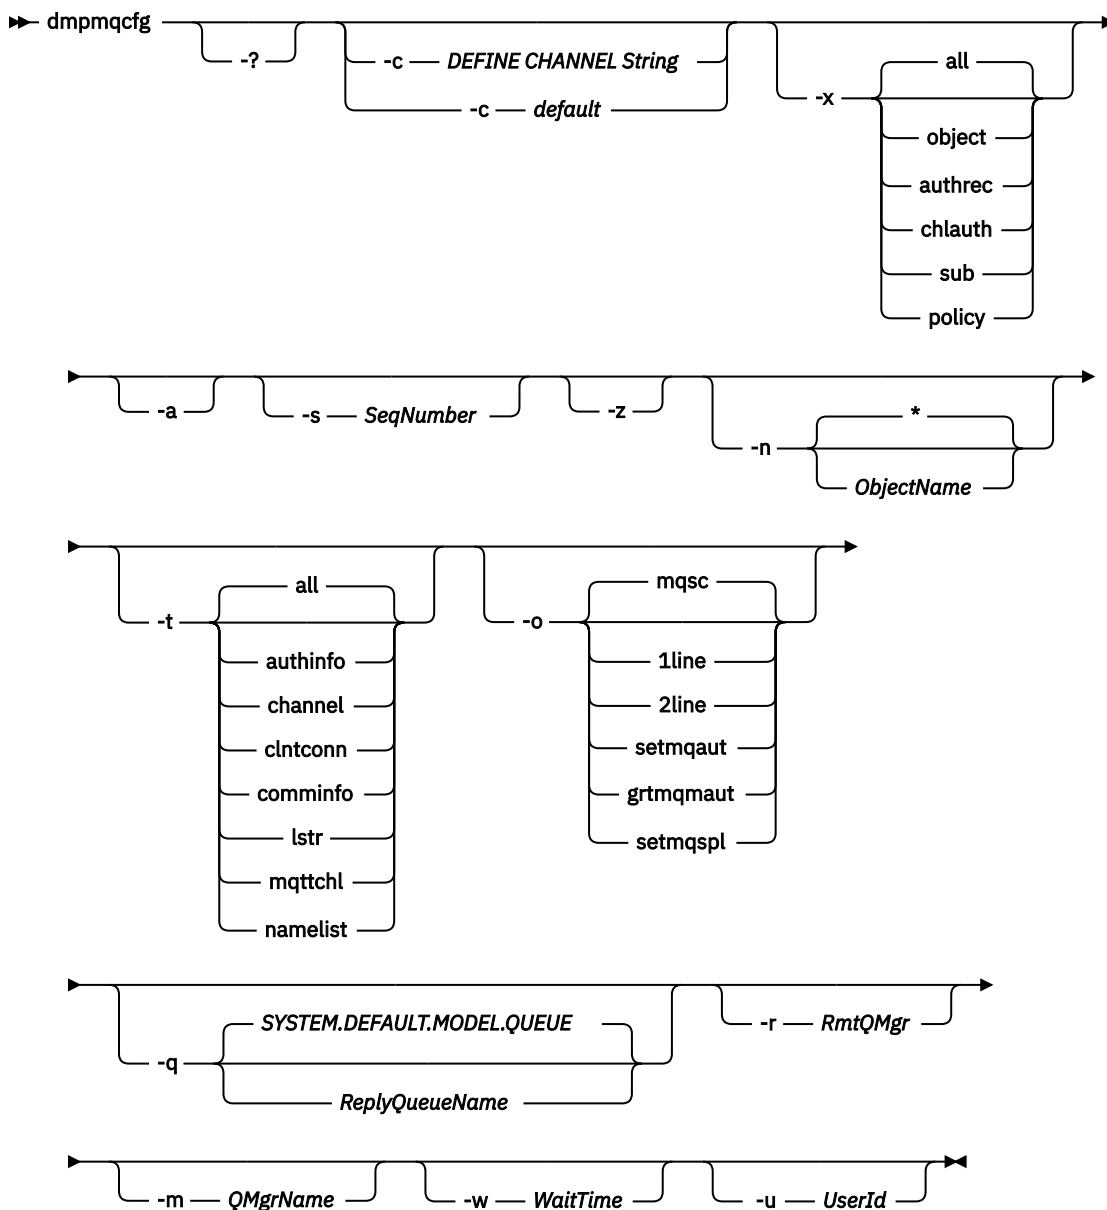 dmpmqcfg
-?
-c DEFINE CHANNEL String
-c default
-x
all
object
authrec
chlauth
sub
policy
-a
-s SeqNumber
-z
-n
*
ObjectName
-t
all
authinfo
channel
clntconn
comminfo
lstr
mqttchl
namelist
-o
mqsc
1line
2line
setmqaut
grtmqmaut
setmqspl
-q
SYSTEM.DEFAULT.MODEL.QUEUE
ReplyQueueName
-r RmtQMgr
-m QMgrName
-w WaitTime
-u UserId